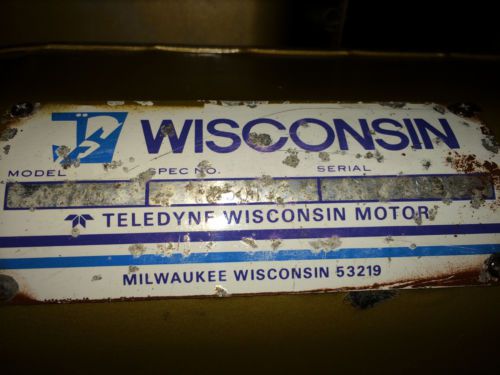 WISCONSIN
MODEL SPEC NO. SERIAL
TELEDYNE WISCONSIN MOTOR
MILWAUKEE WISCONSIN 53219